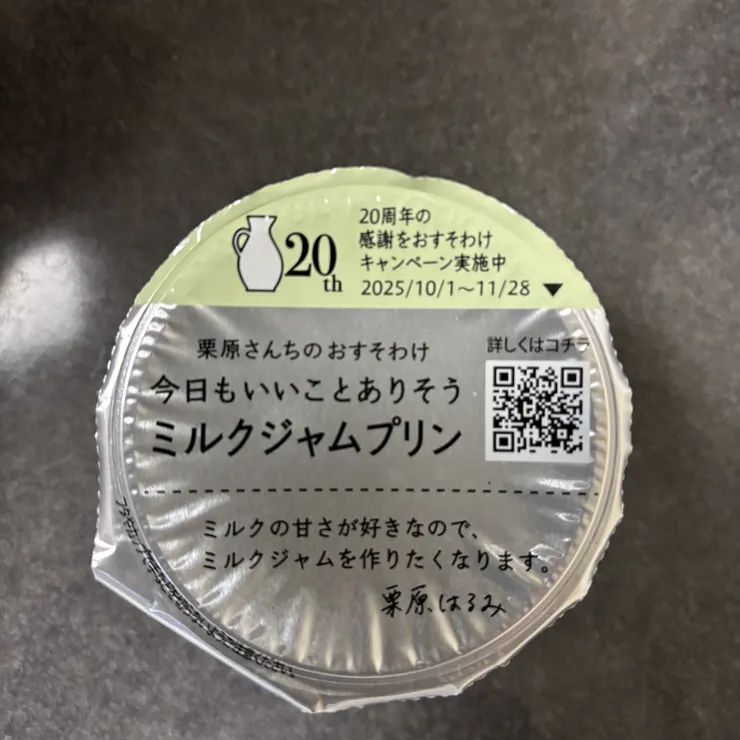 20th
20周年の
感謝をおすそわけ
キャンペーン実施中
2025/10/1〜11/28 ▼
栗原さんちのおすそわけ
詳しくはコチラ
今日もいいことありそう
ミルクジャムプリン
ミルクの甘さが好きなので、
ミルクジャムを作りたくなります。
栗原はるみ